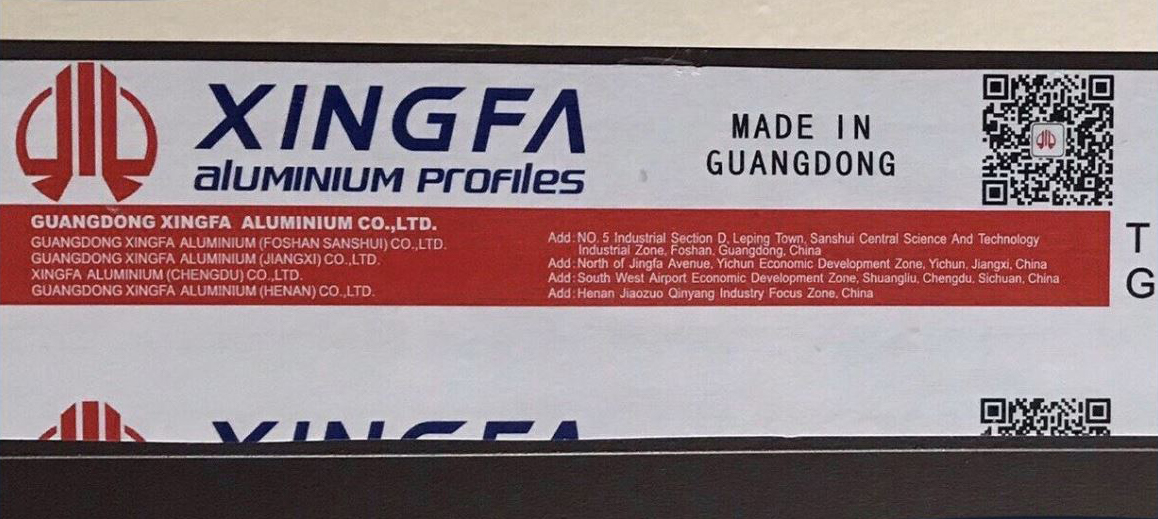 XINGFA
aluminium profiles
MADE IN
GUANGDONG
GUANGDONG XINGFA ALUMINIUM CO.,LTD.
GUANGDONG XINGFA ALUMINIUM (FOSHAN SANSHUI) CO.,LTD.
GUANGDONG XINGFA ALUMINIUM (JIANGXI) CO.,LTD.
XINGFA ALUMINIUM (CHENGDU) CO.,LTD.
GUANGDONG XINGFA ALUMINIUM (HENAN) CO.,LTD.
Add: NO. 5 Industrial Section D, Leping Town, Sanshui Central Science And Technology
Industrial Zone, Foshan, Guangdong, China
Add: North of Jingfa Avenue, Yichun Economic Development Zone, Yichun, Jiangxi, China
Add: South West Airport Economic Development Zone, Shuangliu, Chengdu, Sichuan, China
Add: Henan Jiaozuo Qinyang Industry Focus Zone, China
T
G
XINGFA